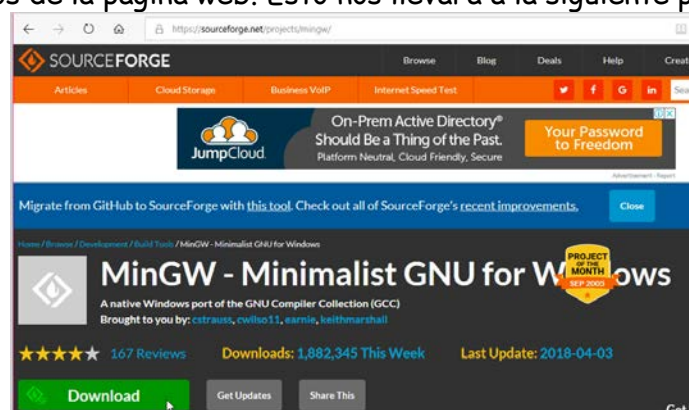 os de la página web. Esto nos llevará a la siguiente p
https://sourceforge.net/projects/mingw/
SOURCEFORGE Browse Blog Deals Help Creat
Articles Cloud Storage Business VoIP Internet Speed Test f G in Sea
On-Prem Active Directory®
Should Be a Thing of the Past.
Platform Neutral, Cloud Friendly, Secure
JumpCloud.
Your Password
to Freedom
Advertisement - Report
Migrate from GitHub to SourceForge with this tool. Check out all of SourceForge's recent improvements. Close
Home / Browse / Development / Build Tools / MinGW - Minimalist GNU for Windows
MinGW - Minimalist GNU for W ows
PROJECT
OF THE
MONTH
SEP 2005
A native Windows port of the GNU Compiler Collection (GCC)
Brought to you by: cstrauss, cwilso11, earnie, keithmarshall
167 Reviews Downloads: 1,882,345 This Week Last Update: 2018-04-03
Download Get Updates Share This
Get